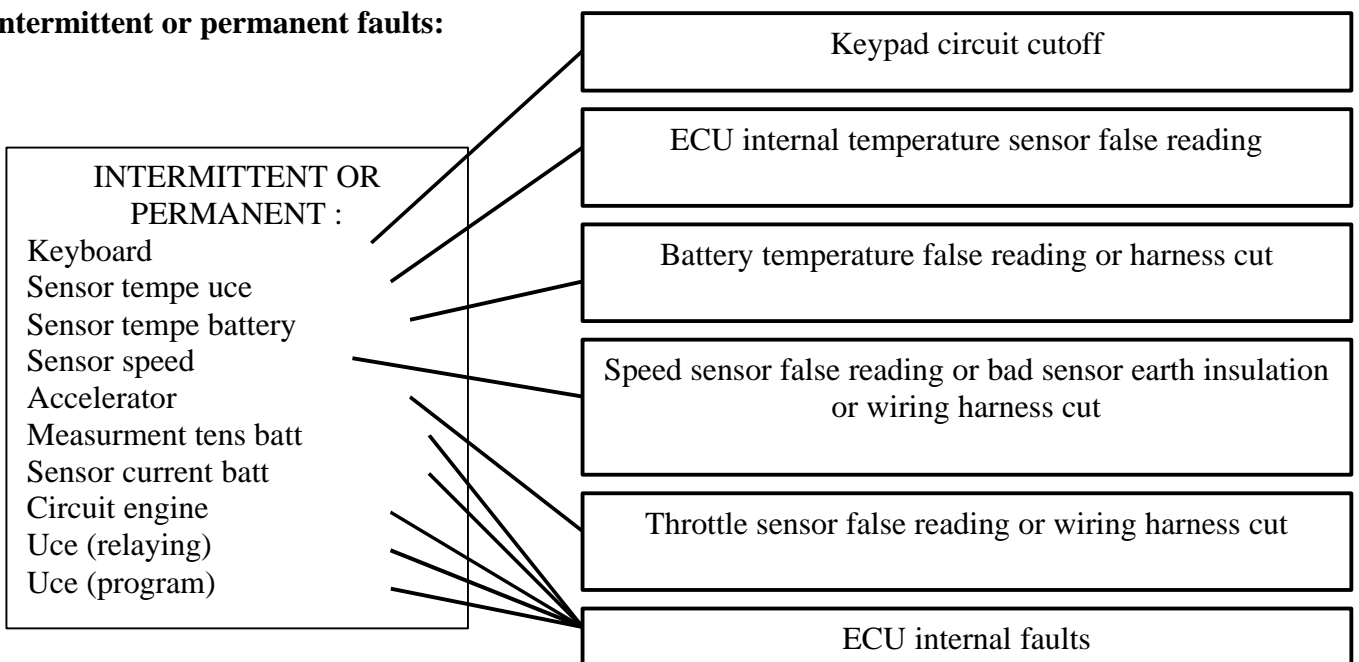 ntermittent or permanent faults:
INTERMITTENT OR
PERMANENT :
Keyboard
Sensor tempe uce
Sensor tempe battery
Sensor speed
Accelerator
Measurment tens batt
Sensor current batt
Circuit engine
Uce (relaying)
Uce (program)
Keypad circuit cutoff
ECU internal temperature sensor false reading
Battery temperature false reading or harness cut
Speed sensor false reading or bad sensor earth insulation
or wiring harness cut
Throttle sensor false reading or wiring harness cut
ECU internal faults